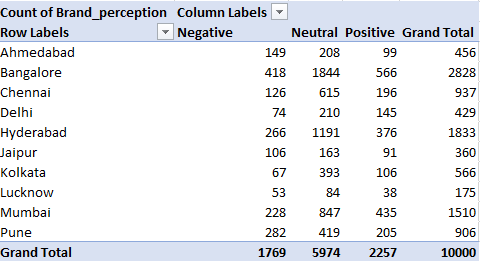 Count of Brand_perception Column Labels
Row Labels Negative Neutral Positive Grand Total
Ahmedabad 149 208 99 456
Bangalore 418 1844 566 2828
Chennai 126 615 196 937
Delhi 74 210 145 429
Hyderabad 266 1191 376 1833
Jaipur 106 163 91 360
Kolkata 67 393 106 566
Lucknow 53 84 38 175
Mumbai 228 847 435 1510
Pune 282 419 205 906
Grand Total 1769 5974 2257 10000